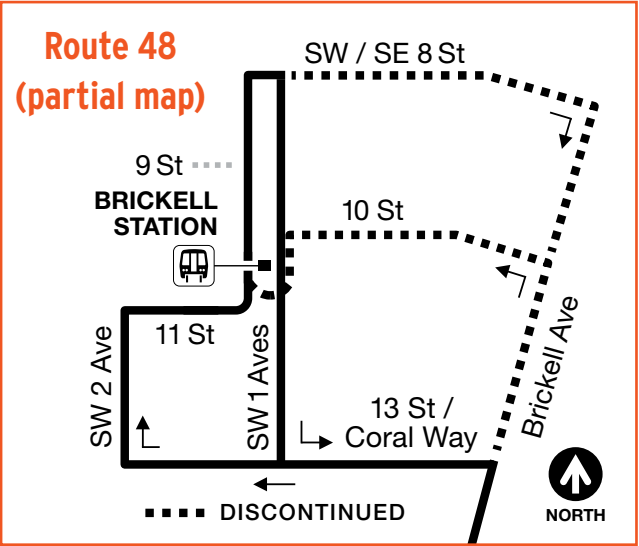 Route 48
(partial map)
SW / SE 8 St
9 St
BRICKELL
STATION
10 St
11 St
SW 2 Ave
SW 1 Aves
13 St /
Coral Way
Brickell Ave
DISCONTINUED
NORTH